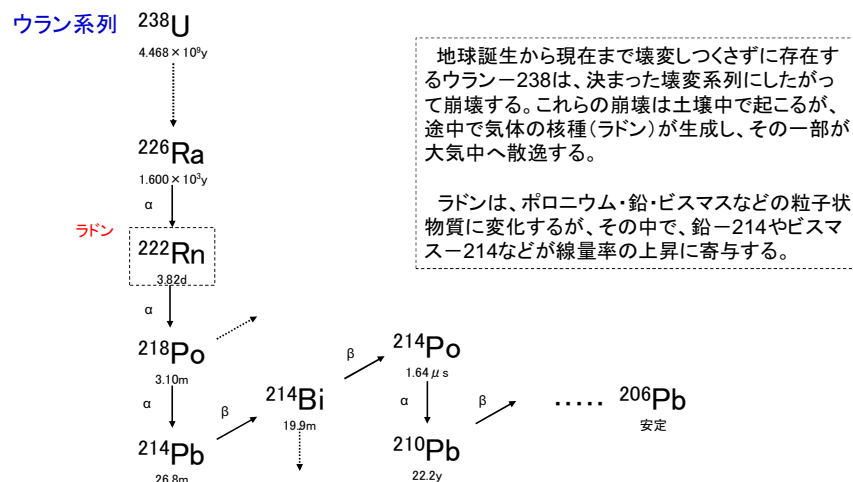 ウラン系列
²³⁸U
4.468×10⁹y
地球誕生から現在まで壊変しつくさずに存在す
るウラン－238は、決まった壊変系列にしたがっ
て崩壊する。これらの崩壊は土壌中で起こるが、
途中で気体の核種(ラドン)が生成し、その一部が
大気中へ散逸する。
ラドンは、ポロニウム・鉛・ビスマスなどの粒子状
物質に変化するが、その中で、鉛－214やビスマ
ス－214などが線量率の上昇に寄与する。
²²⁶Ra
1.600×10³y
α
ラドン
²²²Rn
3.82d
α
²¹⁸Po
3.10m
α
²¹⁴Pb
26.8m
β
²¹⁴Bi
19.9m
β
²¹⁴Po
1.64μs
α
²¹⁰Pb
22.2y
β
.....
²⁰⁶Pb
安定